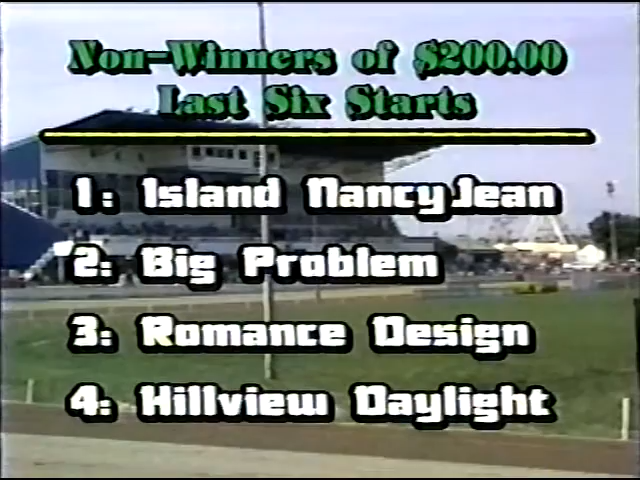 Non-Winners of $200.00
Last Six Starts
1: Island NancyJean
2: Big Problem
3: Romance Design
4: Hillview Daylight